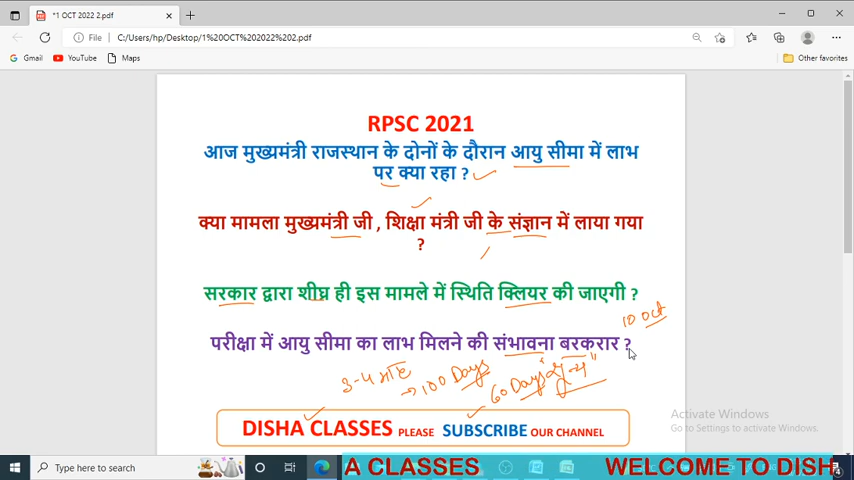 *1 OCT 2022 2.pdf
File
C:/Users/hp/Desktop/1%20OCT%202022%202.pdf
Gmail
YouTube
Maps
Other favorites
RPSC 2021
आज मुख्यमंत्री राजस्थान के दोनों के दौरान आयु सीमा में लाभ
पर क्या रहा ?
क्या मामला मुख्यमंत्री जी , शिक्षा मंत्री जी के संज्ञान में लाया गया
?
सरकार द्वारा शीघ्र ही इस मामले में स्थिति क्लियर की जाएगी ?
10 Oct
परीक्षा में आयु सीमा का लाभ मिलने की संभावना बरकरार ?
3-4 माह
→ 100 Days
60 Days
DISHA CLASSES PLEASE SUBSCRIBE OUR CHANNEL
Activate Windows
Go to Settings to activate Windows.
Type here to search
A CLASSES
WELCOME TO DISH
4